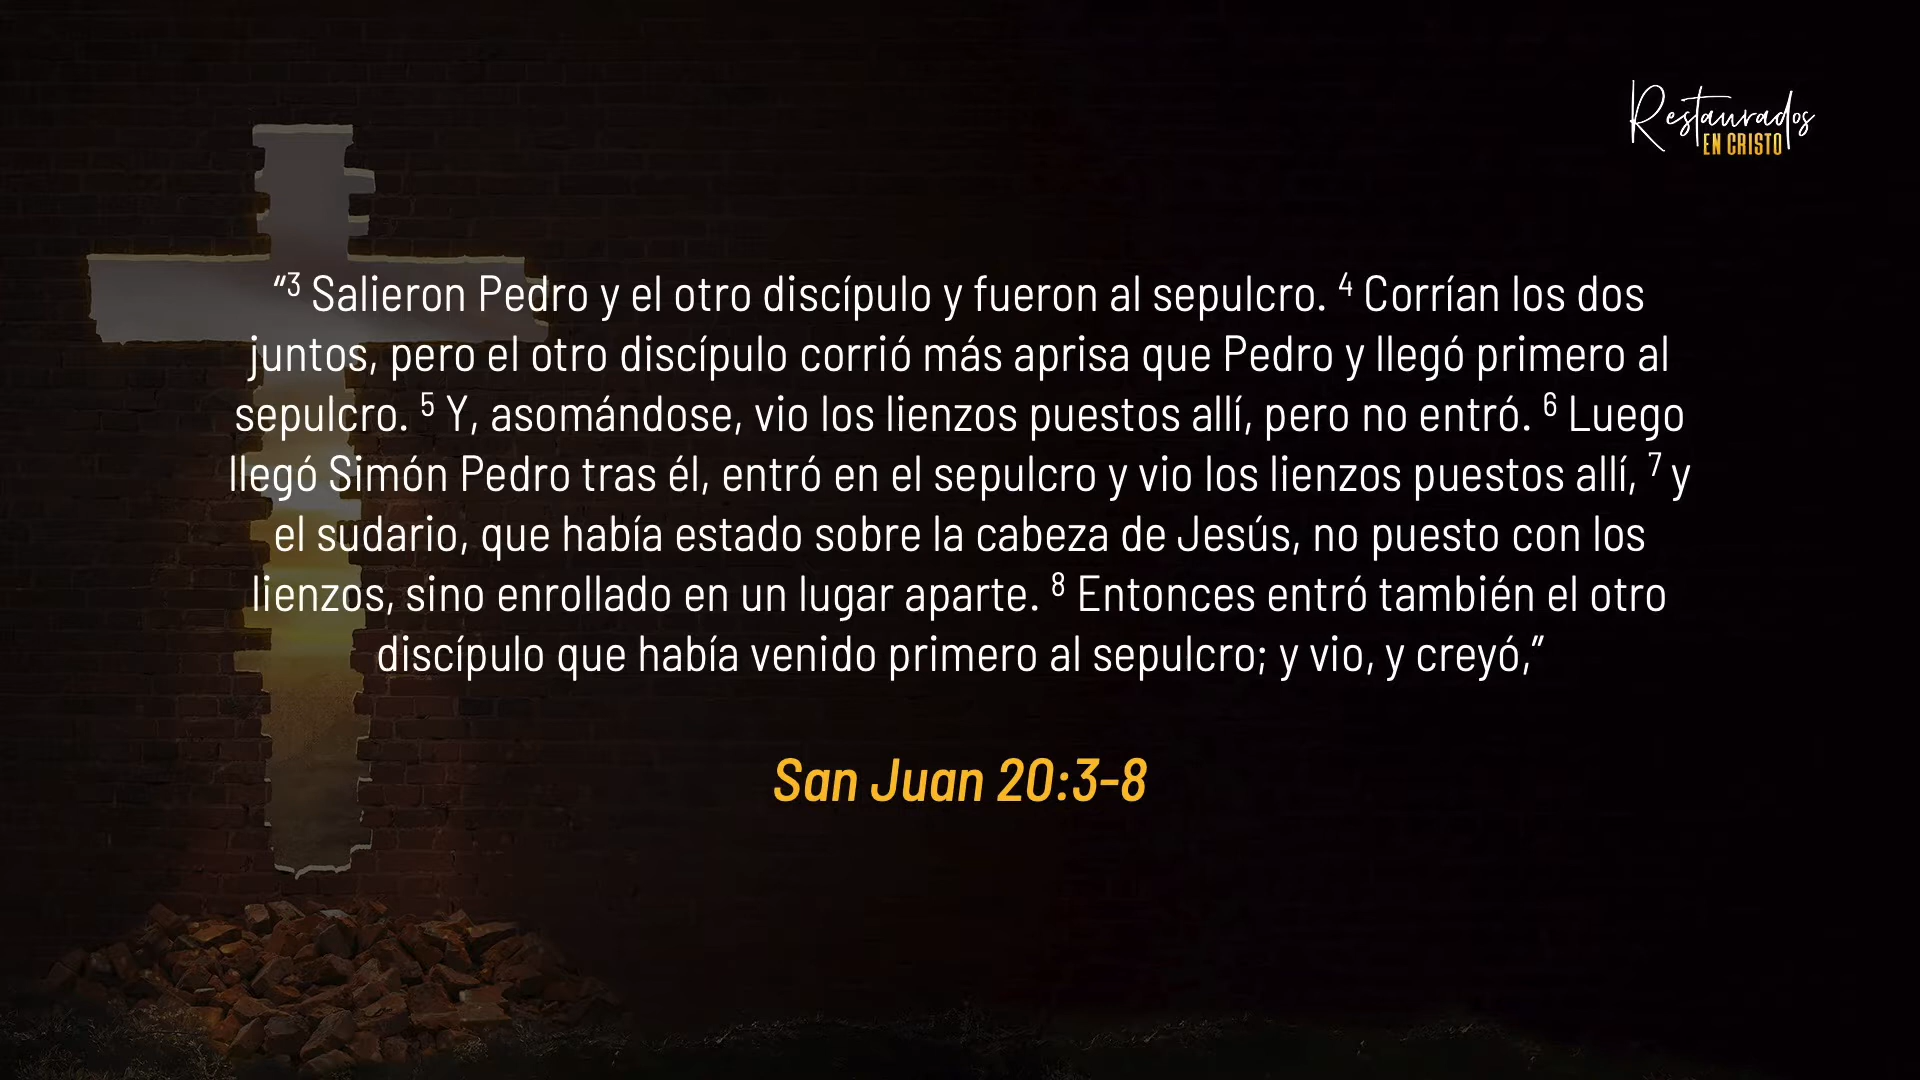 Restaurados
EN CRISTO
“³ Salieron Pedro y el otro discípulo y fueron al sepulcro. ⁴ Corrían los dos
juntos, pero el otro discípulo corrió más aprisa que Pedro y llegó primero al
sepulcro. ⁵ Y, asomándose, vio los lienzos puestos allí, pero no entró. ⁶ Luego
llegó Simón Pedro tras él, entró en el sepulcro y vio los lienzos puestos allí, ⁷ y
el sudario, que había estado sobre la cabeza de Jesús, no puesto con los
lienzos, sino enrollado en un lugar aparte. ⁸ Entonces entró también el otro
discípulo que había venido primero al sepulcro; y vio, y creyó,”
San Juan 20:3-8